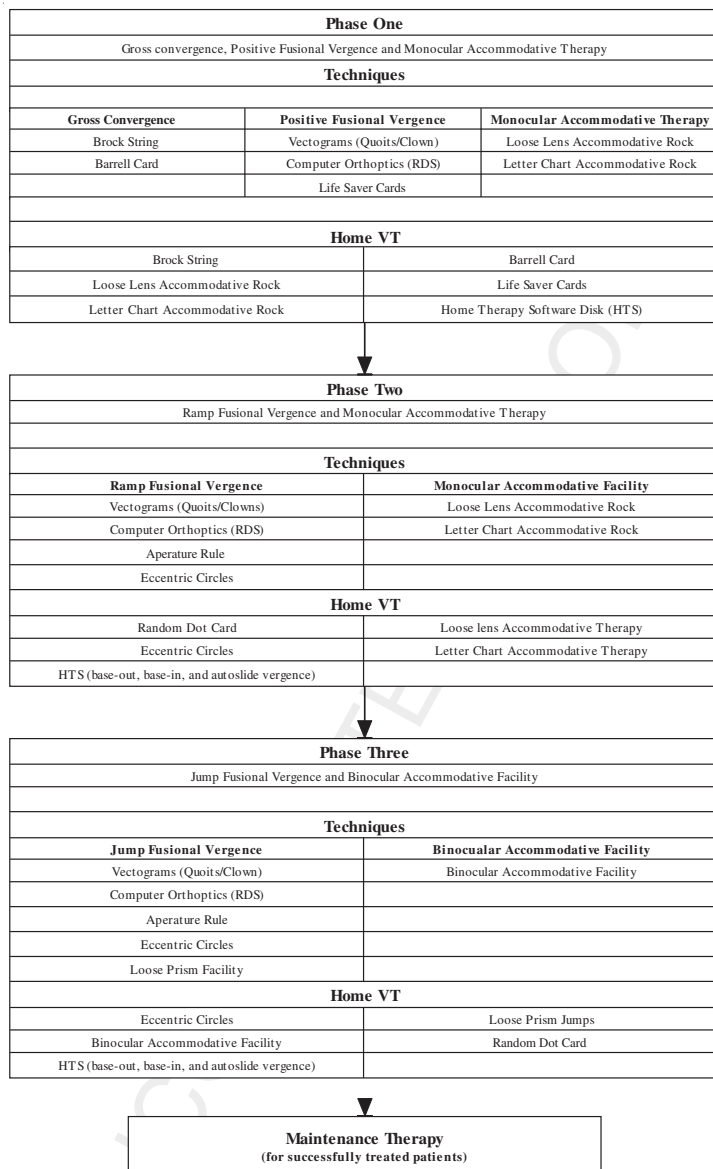 Phase One
Gross convergence, Positive Fusional Vergence and Monocular Accommodative Therapy
Techniques
Gross Convergence Positive Fusional Vergence Monocular Accommodative Therapy
Brock String Vectograms (Quoits/Clown) Loose Lens Accommodative Rock
Barrell Card Computer Orthoptics (RDS) Letter Chart Accommodative Rock
Life Saver Cards
Home VT
Brock String Barrell Card
Loose Lens Accommodative Rock Life Saver Cards
Letter Chart Accommodative Rock Home Therapy Software Disk (HTS)
Phase Two
Ramp Fusional Vergence and Monocular Accommodative Therapy
Techniques
Ramp Fusional Vergence Monocular Accommodative Facility
Vectograms (Quoits/Clowns) Loose Lens Accommodative Rock
Computer Orthoptics (RDS) Letter Chart Accommodative Rock
Aperature Rule
Eccentric Circles
Home VT
Random Dot Card Loose lens Accommodative Therapy
Eccentric Circles Letter Chart Accommodative Therapy
HTS (base-out, base-in, and autoslide vergence)
Phase Three
Jump Fusional Vergence and Binocular Accommodative Facility
Techniques
Jump Fusional Vergence Binocualar Accommodative Facility
Vectograms (Quoits/Clown) Binocular Accommodative Facility
Computer Orthoptics (RDS)
Aperature Rule
Eccentric Circles
Loose Prism Facility
Home VT
Eccentric Circles Loose Prism Jumps
Binocular Accommodative Facility Random Dot Card
HTS (base-out, base-in, and autoslide vergence)
Maintenance Therapy
(for successfully treated patients)